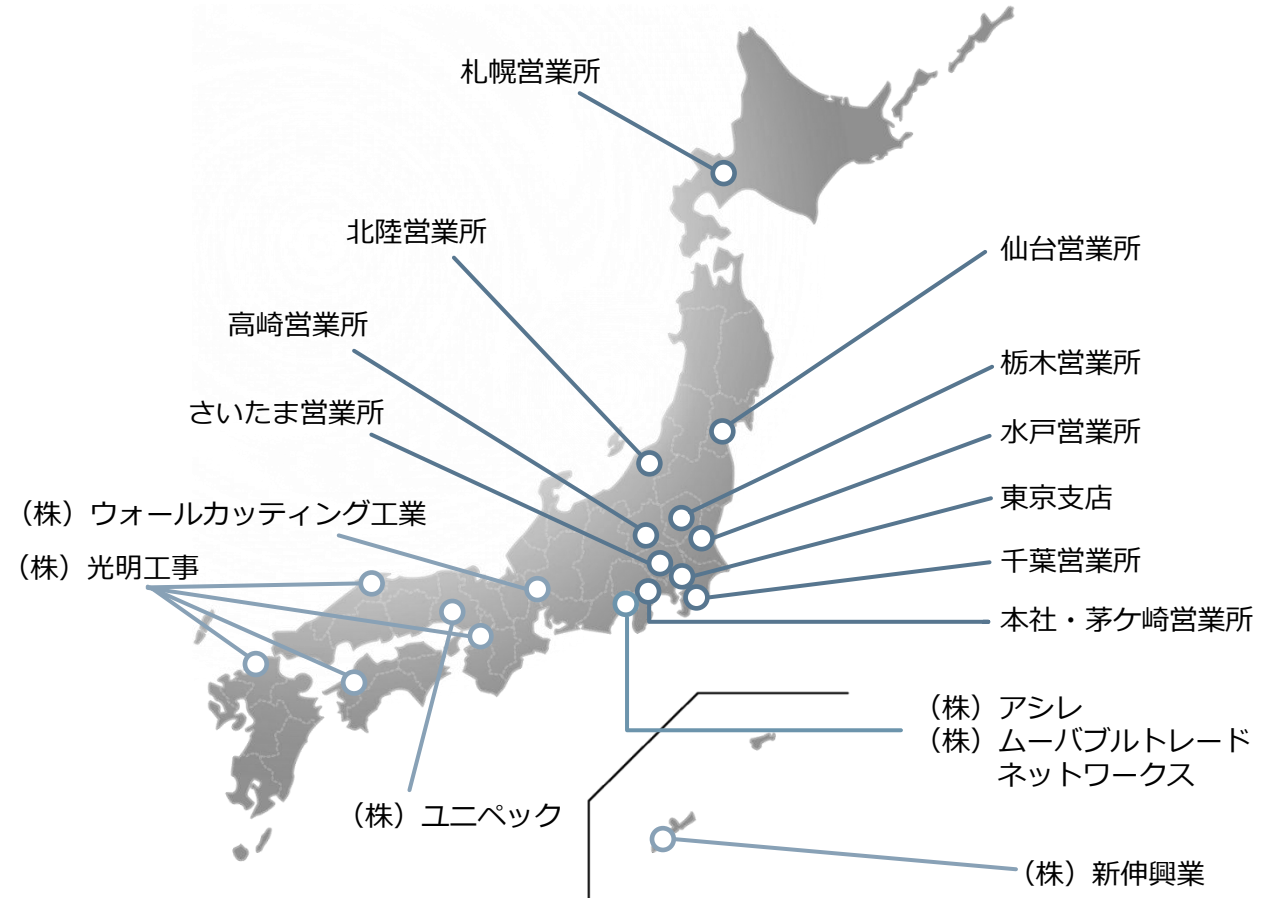 札幌営業所
北陸営業所
仙台営業所
高崎営業所
栃木営業所
さいたま営業所
水戸営業所
東京支店
（株）ウォールカッティング工業
（株）光明工事
千葉営業所
本社・茅ケ崎営業所
（株）アシレ
（株）ムーバブルトレード
ネットワークス
（株）ユニペック
（株）新伸興業